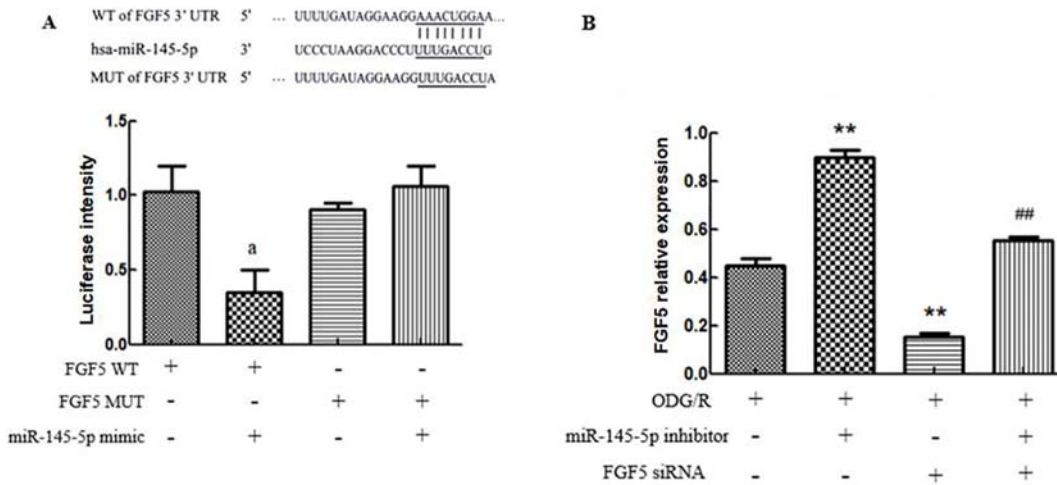 A
WT of FGF5 3' UTR 5' ... UUUUGAUAGGAAGGAAACUGGAA...
hsa-miR-145-5p 3' UCCCUAAGGACCCUUUUGACCUG
MUT of FGF5 3' UTR 5' ... UUUUGAUAGGAAGGUUUGACCUA
Luciferase intensity
1.5
1.0
0.5
0.0
a
FGF5 WT + + - -
FGF5 MUT - - + +
miR-145-5p mimic - + - +
B
FGF5 relative expression
1.0
0.8
0.6
0.4
0.2
0.0
**
**
##
ODG/R + + + +
miR-145-5p inhibitor - + - +
FGF5 siRNA - - + +